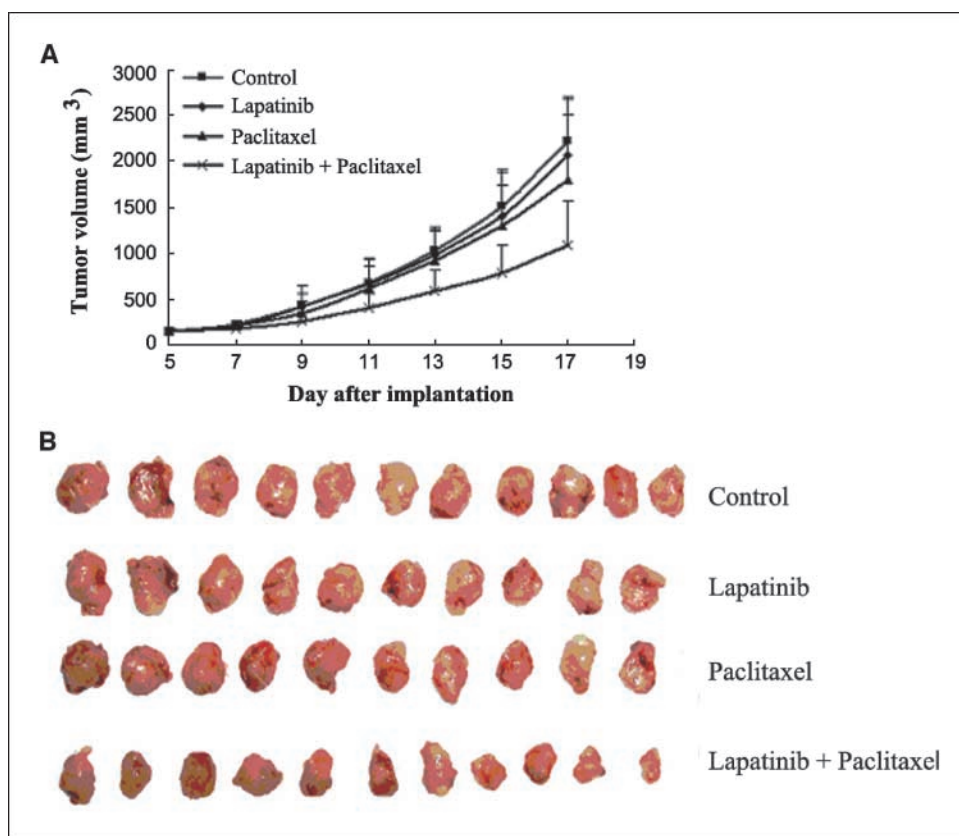 A
3000
2500
2000
1500
1000
500
0
Tumor volume (mm 3)
Control
Lapatinib
Paclitaxel
Lapatinib + Paclitaxel
5 7 9 11 13 15 17 19
Day after implantation
B
Control
Lapatinib
Paclitaxel
Lapatinib + Paclitaxel